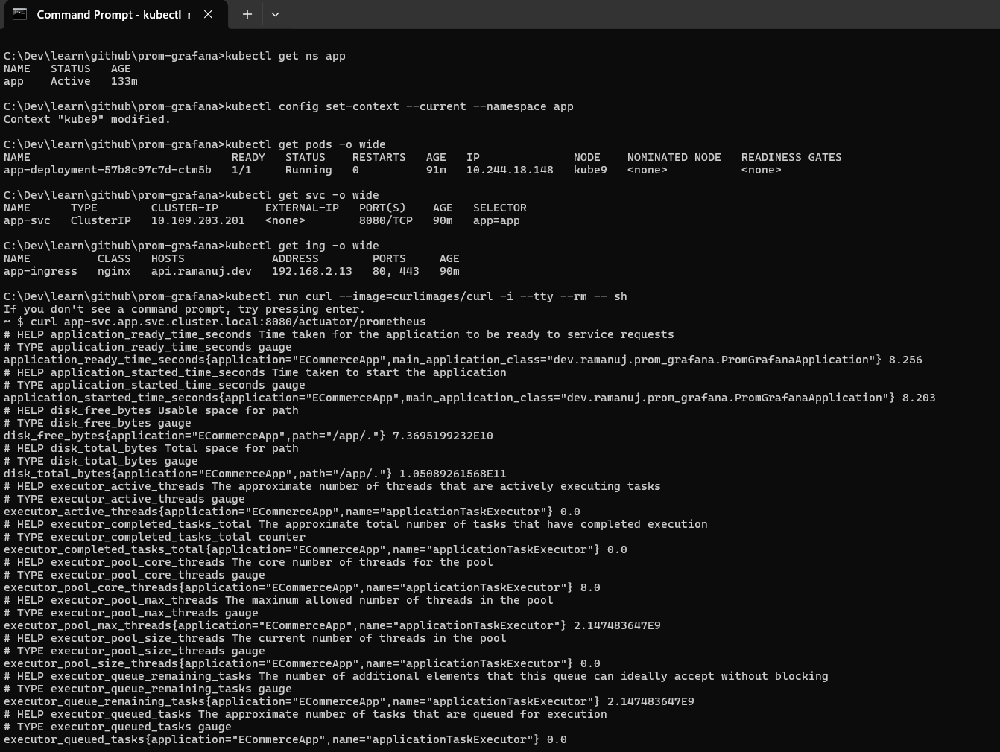 Command Prompt - kubectl r
C:\Dev\learn\github\prom-grafana>kubectl get ns app
NAME STATUS AGE
app Active 133m
C:\Dev\learn\github\prom-grafana>kubectl config set-context --current --namespace app
Context "kube9" modified.
C:\Dev\learn\github\prom-grafana>kubectl get pods -o wide
NAME READY STATUS RESTARTS AGE IP NODE NOMINATED NODE READINESS GATES
app-deployment-57b8c97c7d-ctm5b 1/1 Running 0 91m 10.244.18.148 kube9 <none> <none>
C:\Dev\learn\github\prom-grafana>kubectl get svc -o wide
NAME TYPE CLUSTER-IP EXTERNAL-IP PORT(S) AGE SELECTOR
app-svc ClusterIP 10.109.203.201 <none> 8080/TCP 90m app=app
C:\Dev\learn\github\prom-grafana>kubectl get ing -o wide
NAME CLASS HOSTS ADDRESS PORTS AGE
app-ingress nginx api.ramanuj.dev 192.168.2.13 80, 443 90m
C:\Dev\learn\github\prom-grafana>kubectl run curl --image=curlimages/curl -i --tty --rm -- sh
If you don't see a command prompt, try pressing enter.
~ $ curl app-svc.app.svc.cluster.local:8080/actuator/prometheus
# HELP application_ready_time_seconds Time taken for the application to be ready to service requests
# TYPE application_ready_time_seconds gauge
application_ready_time_seconds{application="ECommerceApp",main_application_class="dev.ramanuj.prom_grafana.PromGrafanaApplication"} 8.256
# HELP application_started_time_seconds Time taken to start the application
# TYPE application_started_time_seconds gauge
application_started_time_seconds{application="ECommerceApp",main_application_class="dev.ramanuj.prom_grafana.PromGrafanaApplication"} 8.203
# HELP disk_free_bytes Usable space for path
# TYPE disk_free_bytes gauge
disk_free_bytes{application="ECommerceApp",path="/app/."} 7.3695199232E10
# HELP disk_total_bytes Total space for path
# TYPE disk_total_bytes gauge
disk_total_bytes{application="ECommerceApp",path="/app/."} 1.05089261568E11
# HELP executor_active_threads The approximate number of threads that are actively executing tasks
# TYPE executor_active_threads gauge
executor_active_threads{application="ECommerceApp",name="applicationTaskExecutor"} 0.0
# HELP executor_completed_tasks_total The approximate total number of tasks that have completed execution
# TYPE executor_completed_tasks_total counter
executor_completed_tasks_total{application="ECommerceApp",name="applicationTaskExecutor"} 0.0
# HELP executor_pool_core_threads The core number of threads for the pool
# TYPE executor_pool_core_threads gauge
executor_pool_core_threads{application="ECommerceApp",name="applicationTaskExecutor"} 8.0
# HELP executor_pool_max_threads The maximum allowed number of threads in the pool
# TYPE executor_pool_max_threads gauge
executor_pool_max_threads{application="ECommerceApp",name="applicationTaskExecutor"} 2.147483647E9
# HELP executor_pool_size_threads The current number of threads in the pool
# TYPE executor_pool_size_threads gauge
executor_pool_size_threads{application="ECommerceApp",name="applicationTaskExecutor"} 0.0
# HELP executor_queue_remaining_tasks The number of additional elements that this queue can ideally accept without blocking
# TYPE executor_queue_remaining_tasks gauge
executor_queue_remaining_tasks{application="ECommerceApp",name="applicationTaskExecutor"} 2.147483647E9
# HELP executor_queued_tasks The approximate number of tasks that are queued for execution
# TYPE executor_queued_tasks gauge
executor_queued_tasks{application="ECommerceApp",name="applicationTaskExecutor"} 0.0